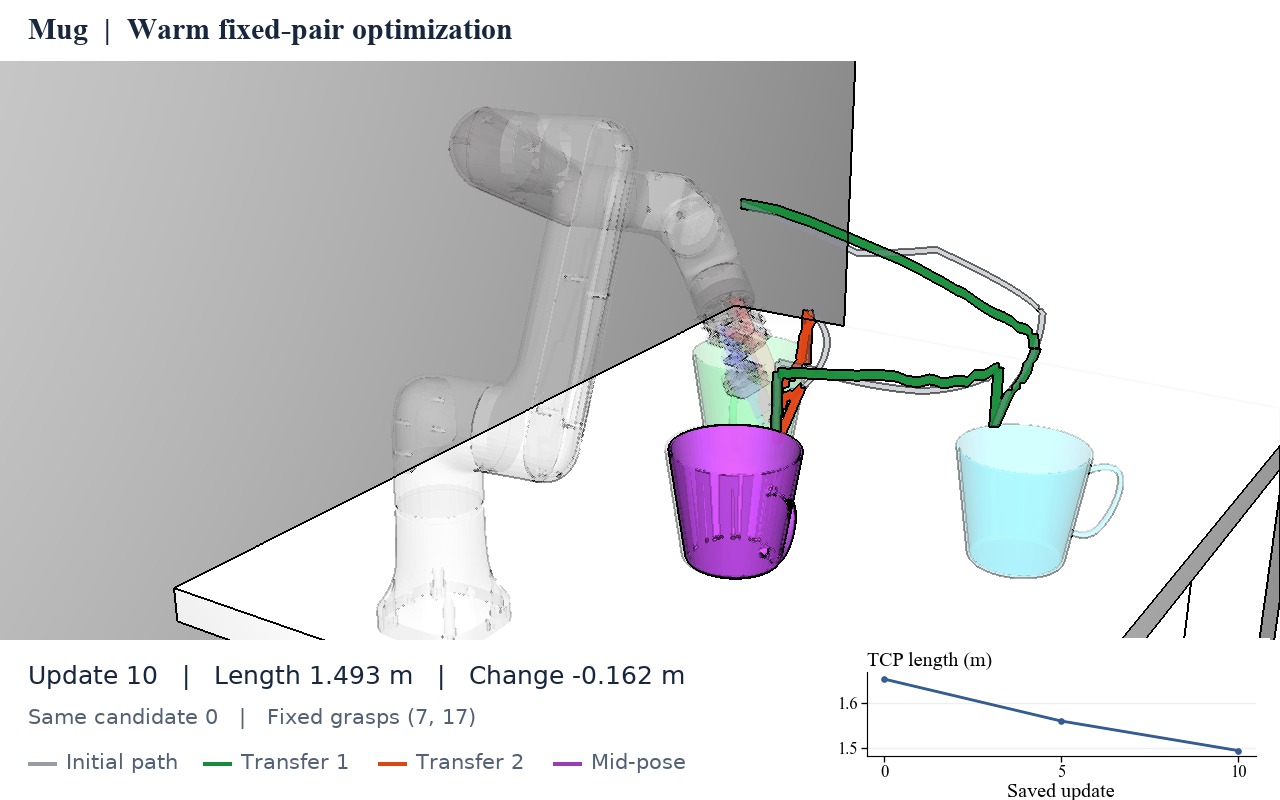 Mug | Warm fixed-pair optimization
Update 10 | Length 1.493 m | Change -0.162 m
Same candidate 0 | Fixed grasps (7, 17)
Initial path
Transfer 1
Transfer 2
Mid-pose
TCP length (m)
1.6
1.5
0
5
10
Saved update